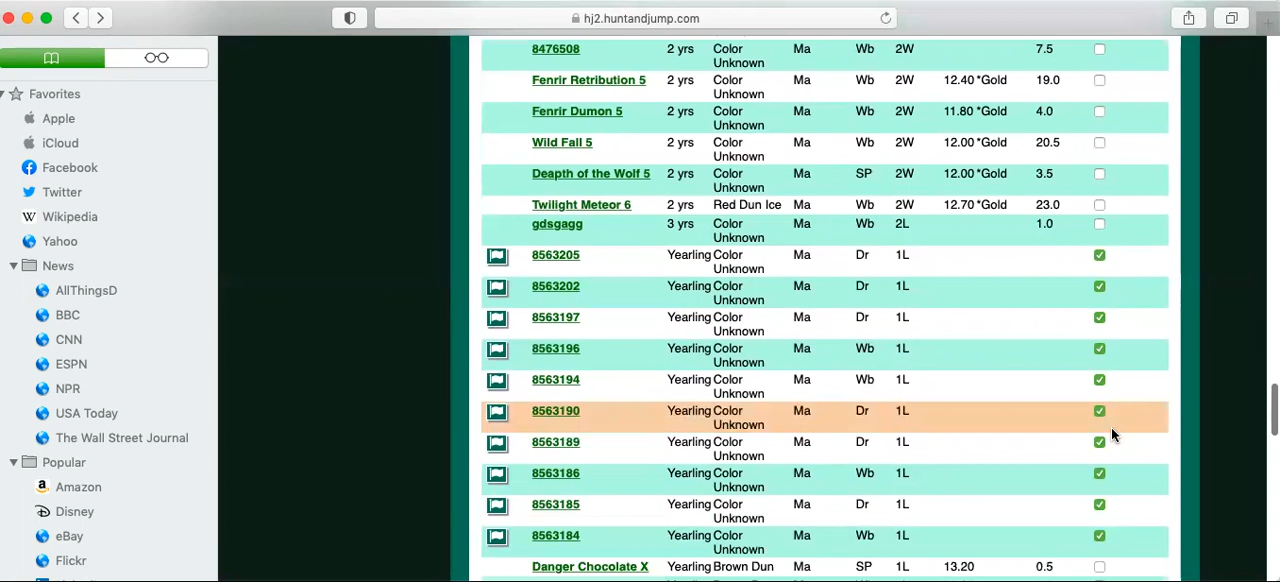 hj2.huntandjump.com
Favorites
Apple
iCloud
Facebook
Twitter
Wikipedia
Yahoo
News
AllThingsD
BBC
CNN
ESPN
NPR
USA Today
The Wall Street Journal
Popular
Amazon
Disney
eBay
Flickr
8476508 2 yrs Color Unknown Ma Wb 2W 7.5
Fenrir Retribution 5 2 yrs Color Unknown Ma Wb 2W 12.40 *Gold 19.0
Fenrir Dumon 5 2 yrs Color Unknown Ma Wb 2W 11.80 *Gold 4.0
Wild Fall 5 2 yrs Color Unknown Ma Wb 2W 12.00 *Gold 20.5
Deapth of the Wolf 5 2 yrs Color Unknown Ma SP 2W 12.00 *Gold 3.5
Twilight Meteor 6 2 yrs Red Dun Ice Ma Wb 2W 12.70 *Gold 23.0
gdsgagg 3 yrs Color Unknown Ma Wb 2L 1.0
8563205 Yearling Color Unknown Ma Dr 1L
8563202 Yearling Color Unknown Ma Dr 1L
8563197 Yearling Color Unknown Ma Dr 1L
8563196 Yearling Color Unknown Ma Wb 1L
8563194 Yearling Color Unknown Ma Wb 1L
8563190 Yearling Color Unknown Ma Dr 1L
8563189 Yearling Color Unknown Ma Dr 1L
8563186 Yearling Color Unknown Ma Wb 1L
8563185 Yearling Color Unknown Ma Dr 1L
8563184 Yearling Color Unknown Ma Wb 1L
Danger Chocolate X Yearling Brown Dun Ma SP 1L 13.20 0.5